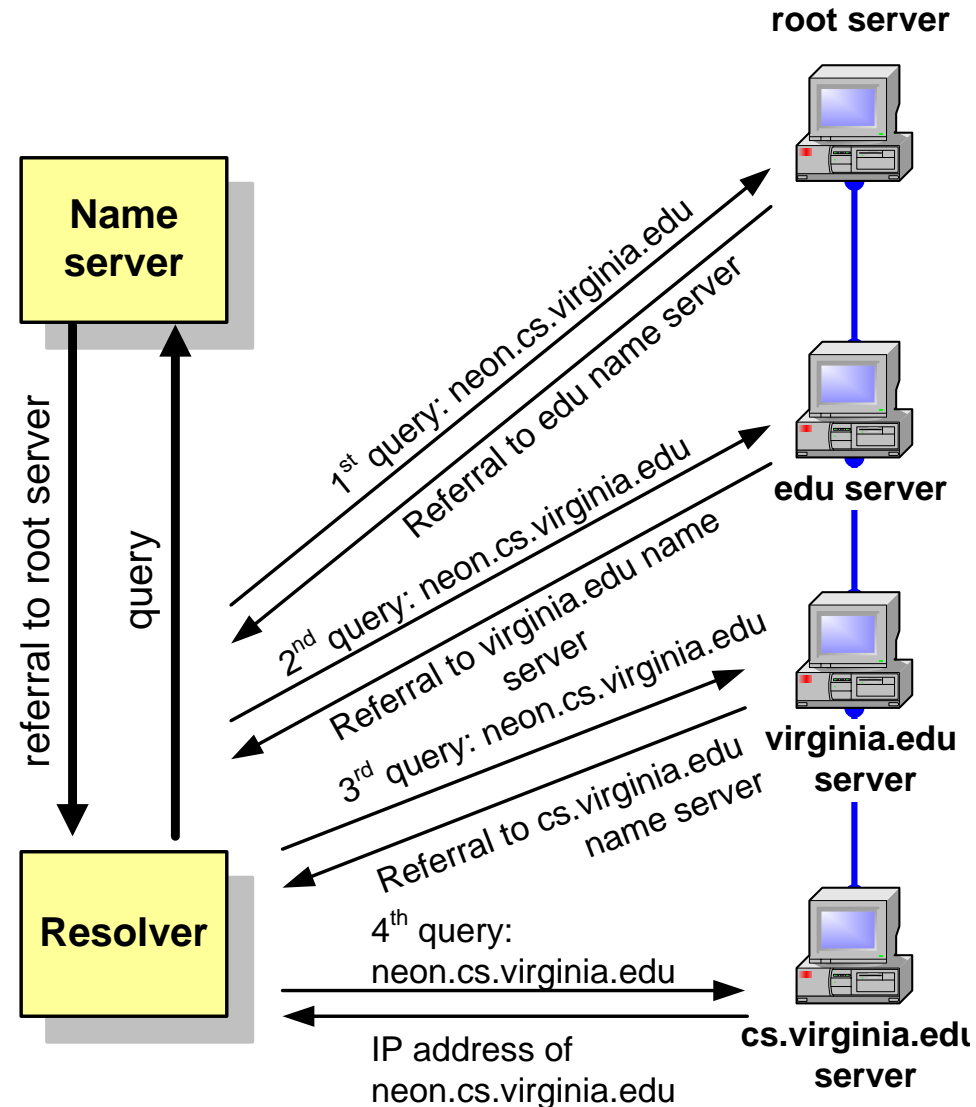 root server
Name
server
referral to root server
query
1st query: neon.cs.virginia.edu
Referral to edu name server
edu server
2nd query: neon.cs.virginia.edu
Referral to virginia.edu name
server
virginia.edu
server
3rd query: neon.cs.virginia.edu
Referral to cs.virginia.edu
name server
Resolver
4th query:
neon.cs.virginia.edu
IP address of
neon.cs.virginia.edu
cs.virginia.edu
server